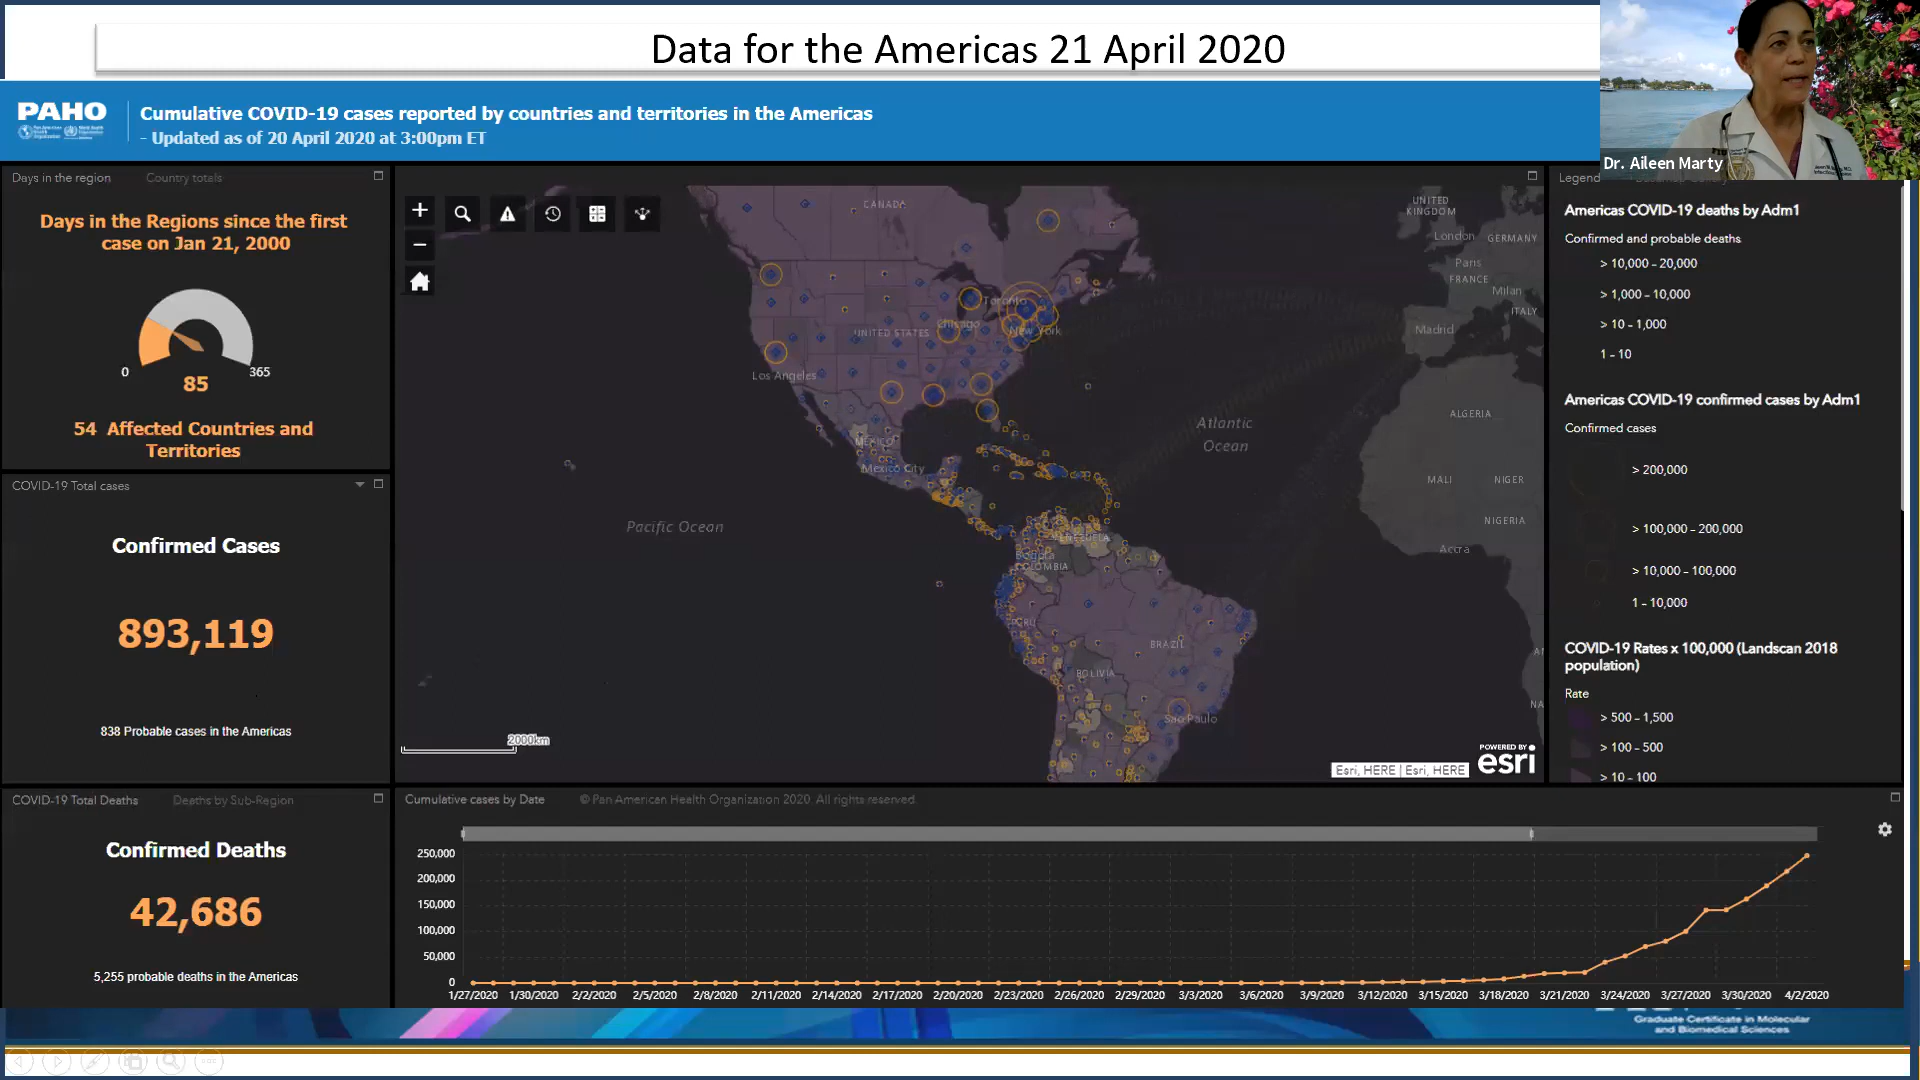 Data for the Americas 21 April 2020
Dr. Aileen Marty
PAHO
Cumulative COVID-19 cases reported by countries and territories in the Americas
- Updated as of 20 April 2020 at 3:00pm ET
Days in the region
Country totals
Days in the Regions since the first
case on Jan 21, 2000
0
365
85
54 Affected Countries and
Territories
COVID-19 Total cases
Confirmed Cases
893,119
838 Probable cases in the Americas
COVID-19 Total Deaths
Deaths by Sub-Region
Confirmed Deaths
42,686
5,255 probable deaths in the Americas
CANADA
UNITED STATES
Toronto
Chicago
New York
Los Angeles
MEXICO
Mexico City
Pacific Ocean
Atlantic
Ocean
VENEZUELA
Bogota
COLOMBIA
PERU
BRAZIL
BOLIVIA
Sao Paulo
UNITED
KINGDOM
London
GERMANY
Paris
FRANCE
Milan
ITALY
Madrid
ALGERIA
MALI
NIGER
NIGERIA
Accra
AN
NA
2000km
Esri, HERE | Esri, HERE
POWERED BY
esri
Legend
Americas COVID-19 deaths by Adm1
Confirmed and probable deaths
> 10,000 – 20,000
> 1,000 – 10,000
> 10 – 1,000
1 – 10
Americas COVID-19 confirmed cases by Adm1
Confirmed cases
> 200,000
> 100,000 – 200,000
> 10,000 – 100,000
1 – 10,000
COVID-19 Rates x 100,000 (Landscan 2018
population)
Rate
> 500 – 1,500
> 100 – 500
> 10 – 100
Cumulative cases by Date
© Pan American Health Organization 2020. All rights reserved.
250,000
200,000
150,000
100,000
50,000
0
1/27/2020 1/30/2020 2/2/2020 2/5/2020 2/8/2020 2/11/2020 2/14/2020 2/17/2020 2/20/2020 2/23/2020 2/26/2020 2/29/2020 3/3/2020 3/6/2020 3/9/2020 3/12/2020 3/15/2020 3/18/2020 3/21/2020 3/24/2020 3/27/2020 3/30/2020 4/2/2020
Graduate Certificate in Molecular
and Biomedical Sciences